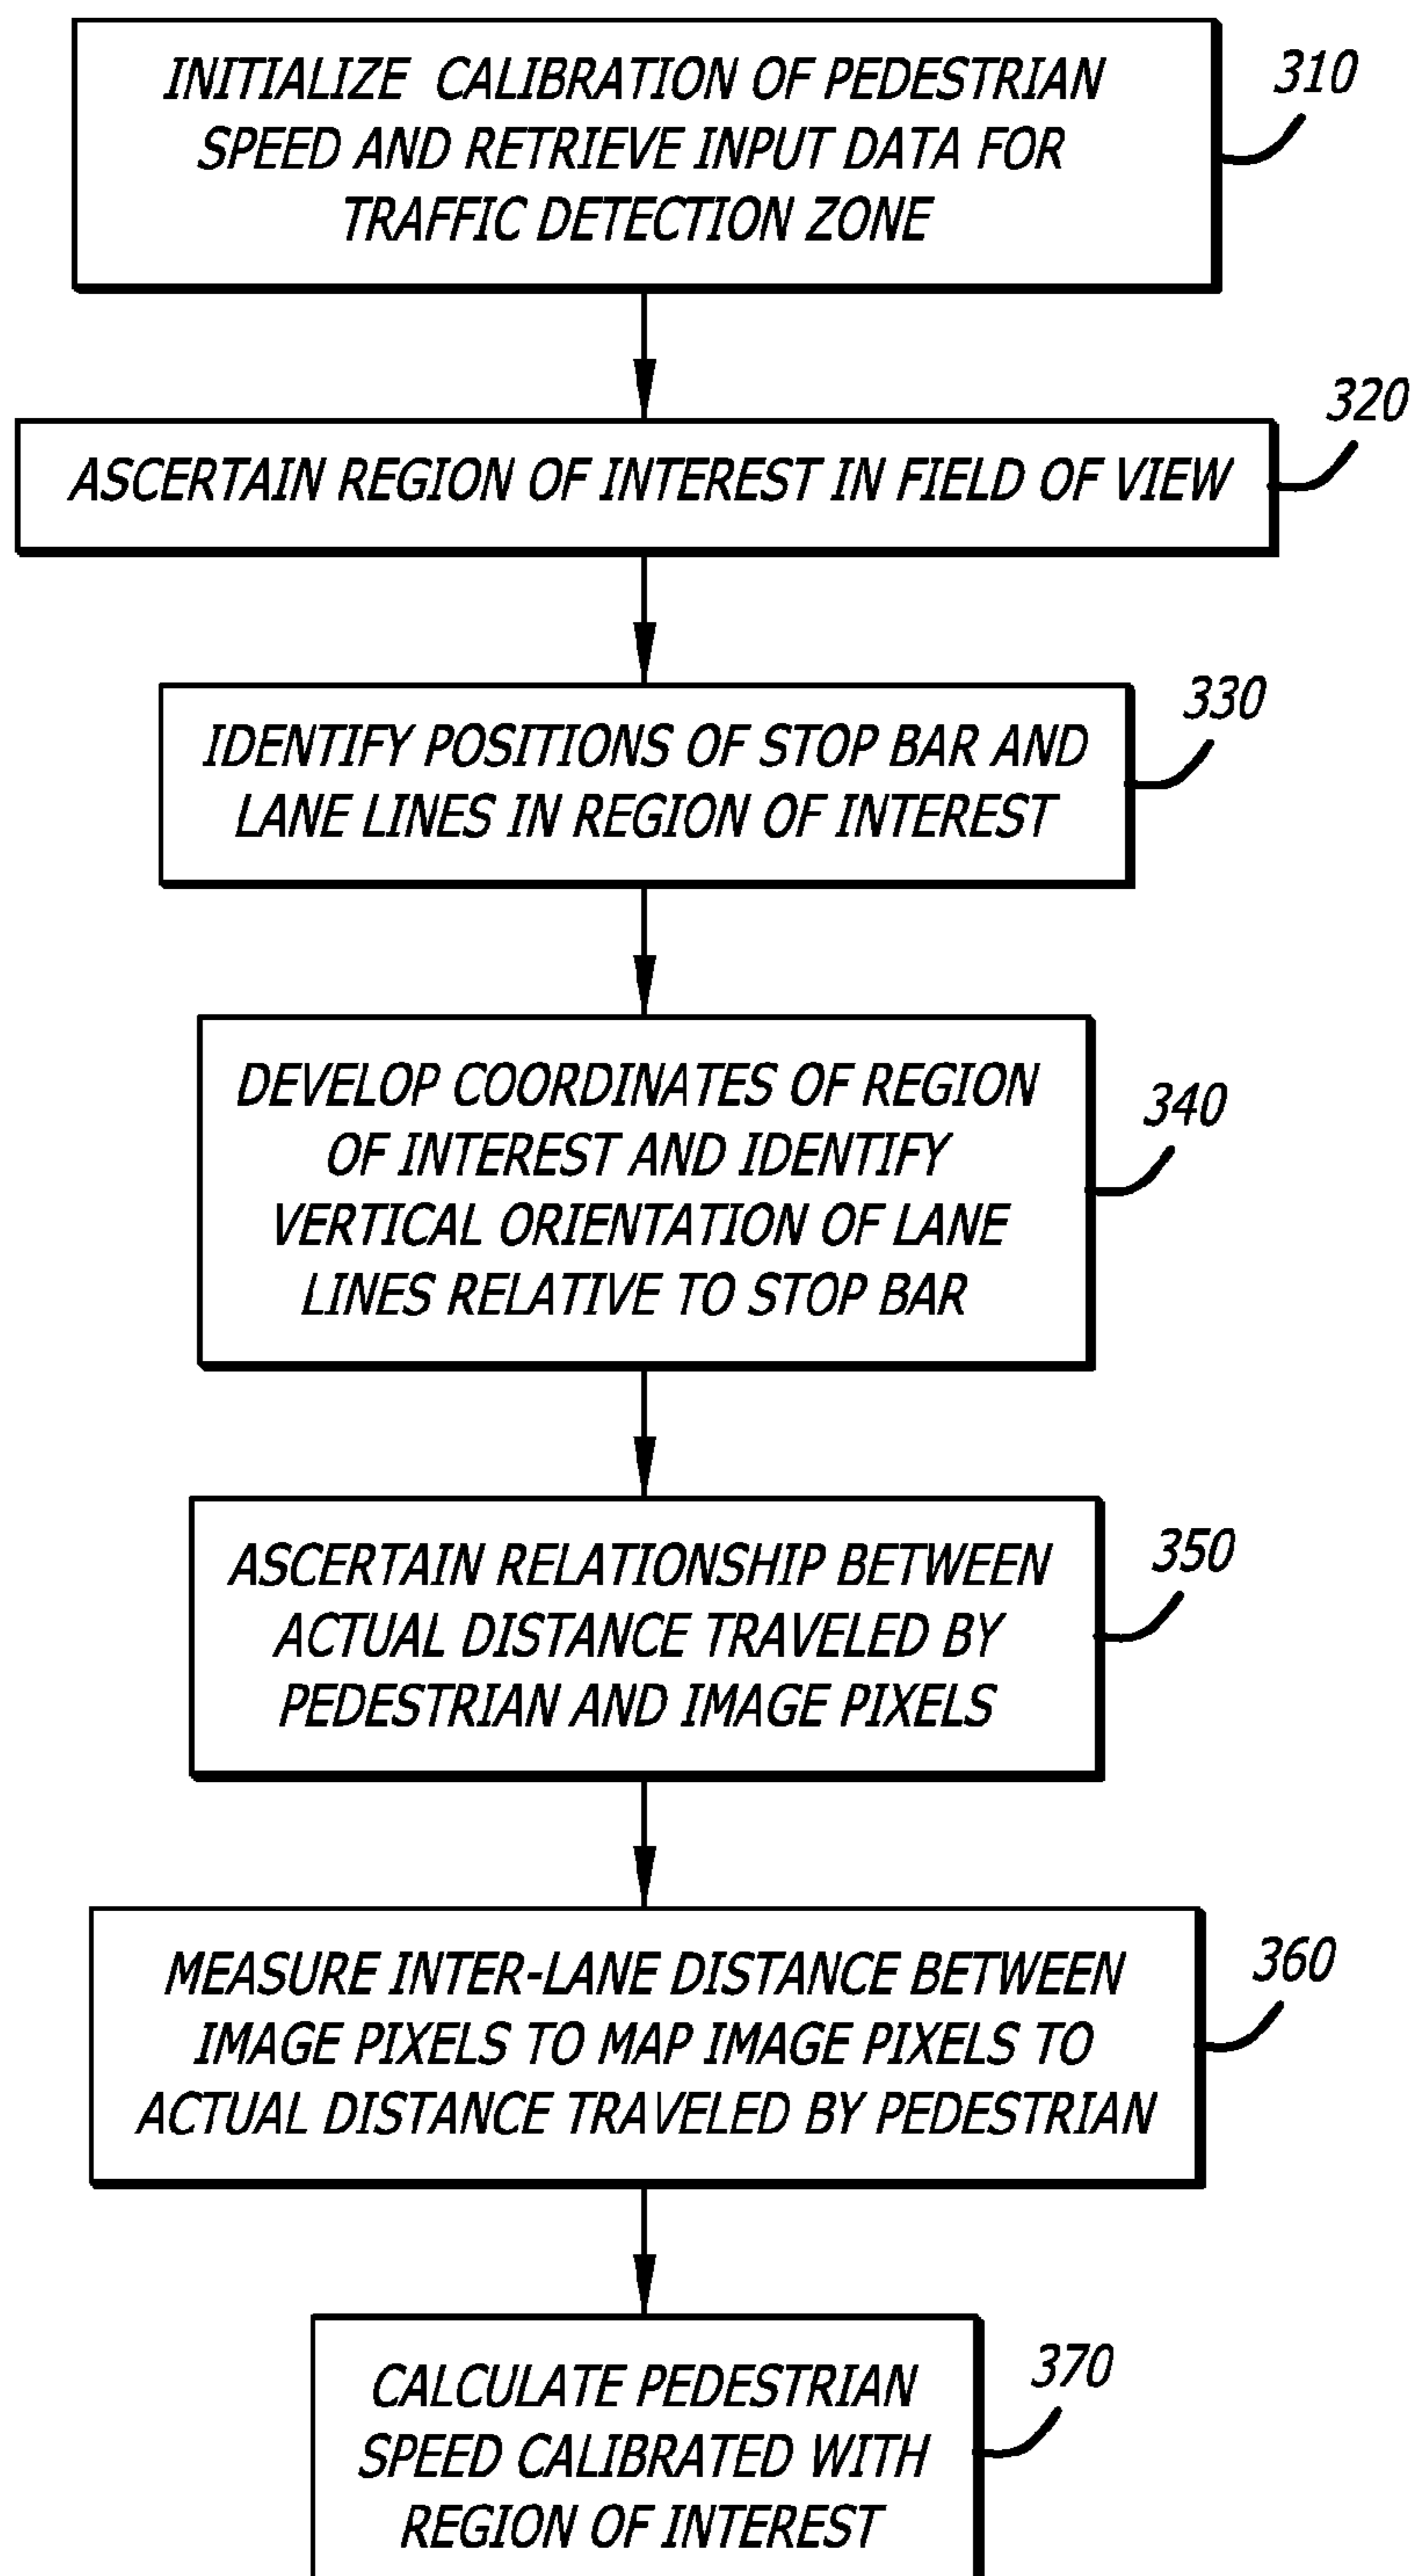 INITIALIZE CALIBRATION OF PEDESTRIAN
SPEED AND RETRIEVE INPUT DATA FOR
TRAFFIC DETECTION ZONE
310
ASCERTAIN REGION OF INTEREST IN FIELD OF VIEW
320
IDENTIFY POSITIONS OF STOP BAR AND
LANE LINES IN REGION OF INTEREST
330
DEVELOP COORDINATES OF REGION
OF INTEREST AND IDENTIFY
VERTICAL ORIENTATION OF LANE
LINES RELATIVE TO STOP BAR
340
ASCERTAIN RELATIONSHIP BETWEEN
ACTUAL DISTANCE TRAVELED BY
PEDESTRIAN AND IMAGE PIXELS
350
MEASURE INTER-LANE DISTANCE BETWEEN
IMAGE PIXELS TO MAP IMAGE PIXELS TO
ACTUAL DISTANCE TRAVELED BY PEDESTRIAN
360
CALCULATE PEDESTRIAN
SPEED CALIBRATED WITH
REGION OF INTEREST
370